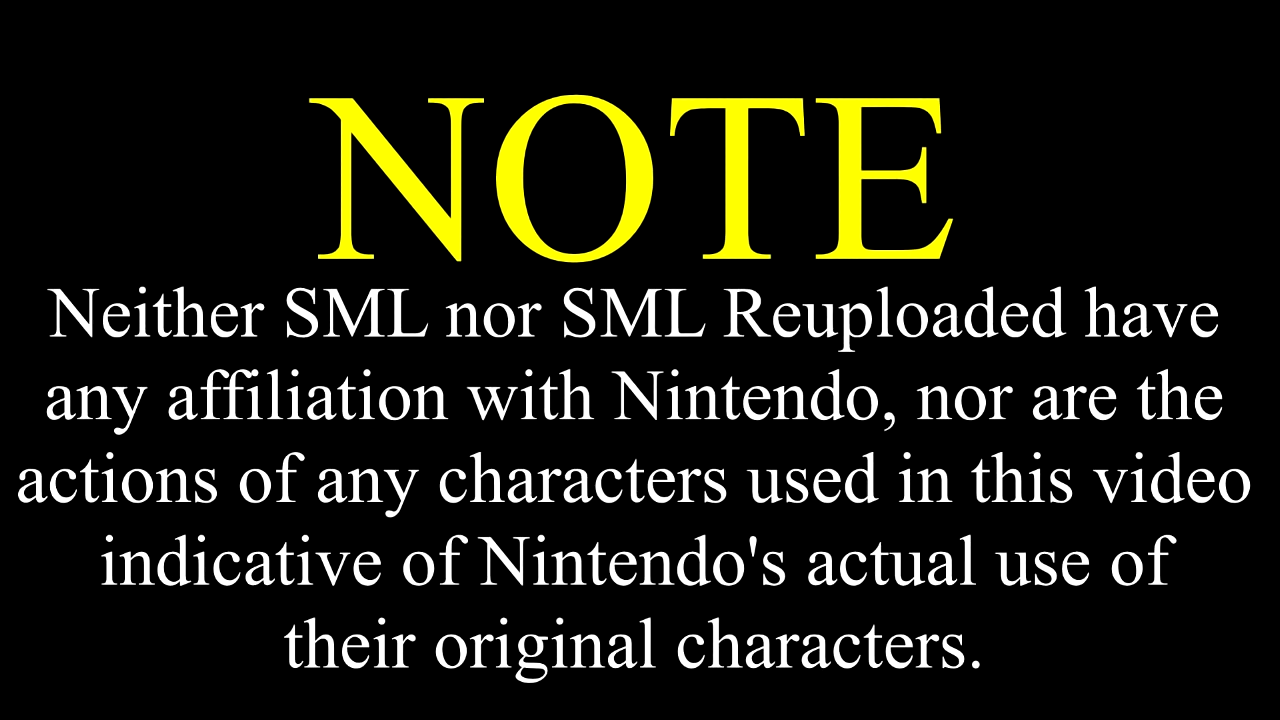 NOTE
Neither SML nor SML Reuploaded have
any affiliation with Nintendo, nor are the
actions of any characters used in this video
indicative of Nintendo's actual use of
their original characters.